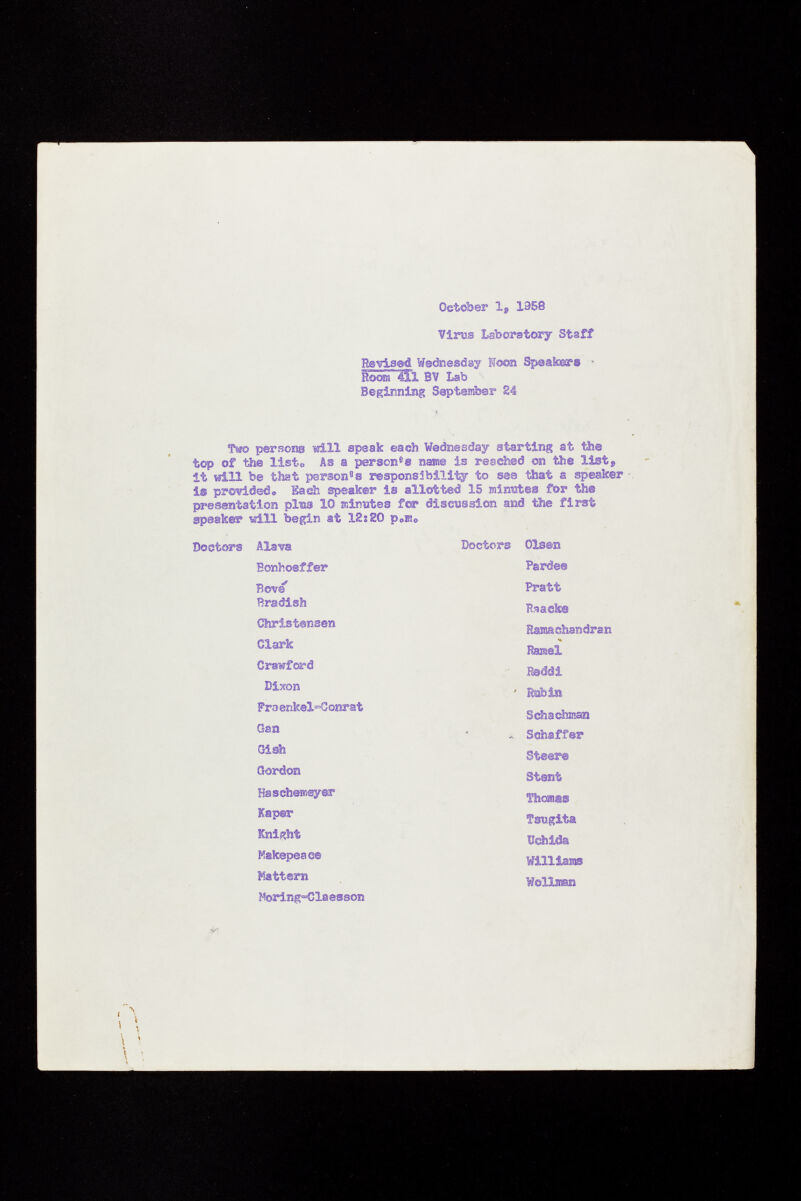 October 1, 1958
Virus Laboratory Staff
Revised Wednesday Noon Speakers
Room 411 BV Lab
Beginning September 24
Two persons will speak each Wednesday starting at the
top of the list. As a person's name is reached on the list,
it will be that person's responsibility to see that a speaker
is provided. Each speaker is allotted 15 minutes for the
presentation plus 10 minutes for discussion and the first
speaker will begin at 12:20 p.m.
Doctors Alava
Bonhoeffer
Bové
Bradish
Christensen
Clark
Crawford
Dixon
Fraenkel-Conrat
Gan
Gish
Gordon
Haschemeyer
Kaper
Knight
Makepeace
Mattern
Moring-Claesson
Doctors Olsen
Pardee
Pratt
Raacke
Ramachandran
Ramel
Reddi
Rubin
Schachman
Schaffer
Steere
Stent
Thomas
Tsugita
Uchida
Williams
Wollman